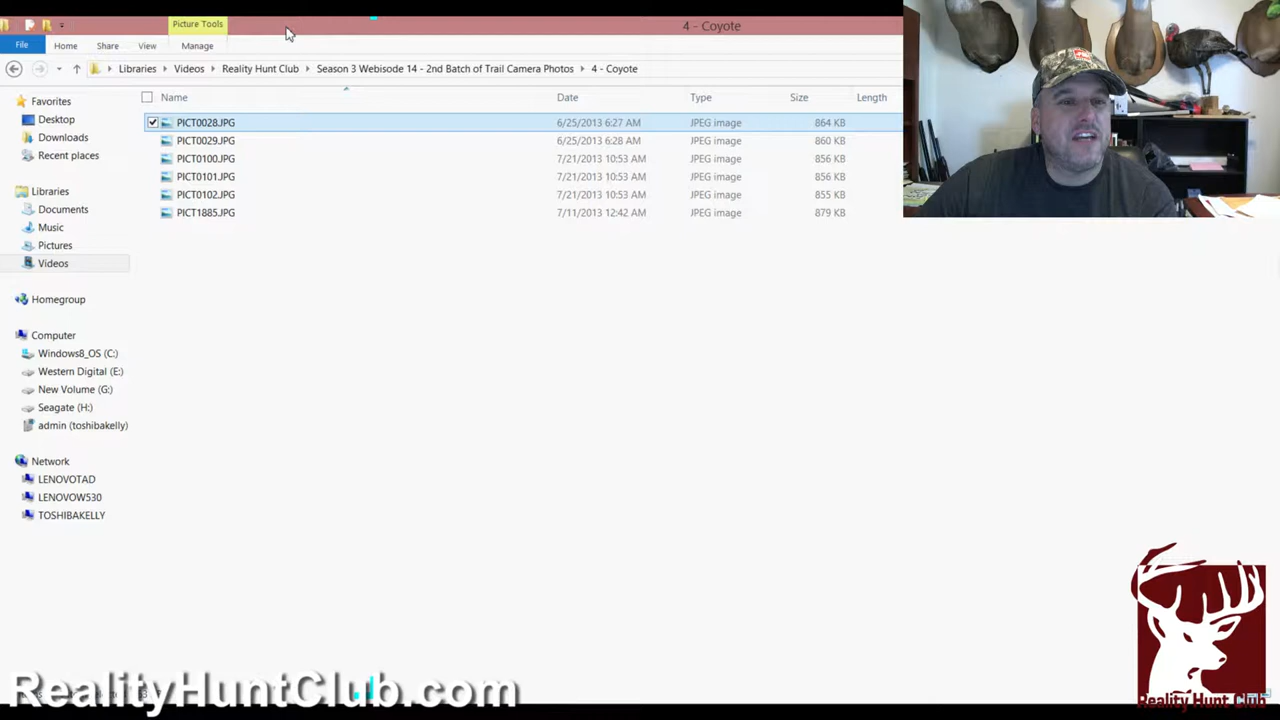 Picture Tools
4 - Coyote
File Home Share View Manage
Libraries Videos Reality Hunt Club Season 3 Webisode 14 - 2nd Batch of Trail Camera Photos 4 - Coyote
Name Date Type Size Length
PICT0028.JPG 6/25/2013 6:27 AM JPEG image 864 KB
PICT0029.JPG 6/25/2013 6:28 AM JPEG image 860 KB
PICT0100.JPG 7/21/2013 10:53 AM JPEG image 856 KB
PICT0101.JPG 7/21/2013 10:53 AM JPEG image 856 KB
PICT0102.JPG 7/21/2013 10:53 AM JPEG image 855 KB
PICT1885.JPG 7/11/2013 12:42 AM JPEG image 879 KB
Favorites
Desktop
Downloads
Recent places
Libraries
Documents
Music
Pictures
Videos
Homegroup
Computer
Windows8_OS (C:)
Western Digital (E:)
New Volume (G:)
Seagate (H:)
admin (toshibakelly)
Network
LENOVOTAD
LENOVOW530
TOSHIBAKELLY
RealityHuntClub.com
Reality Hunt Club